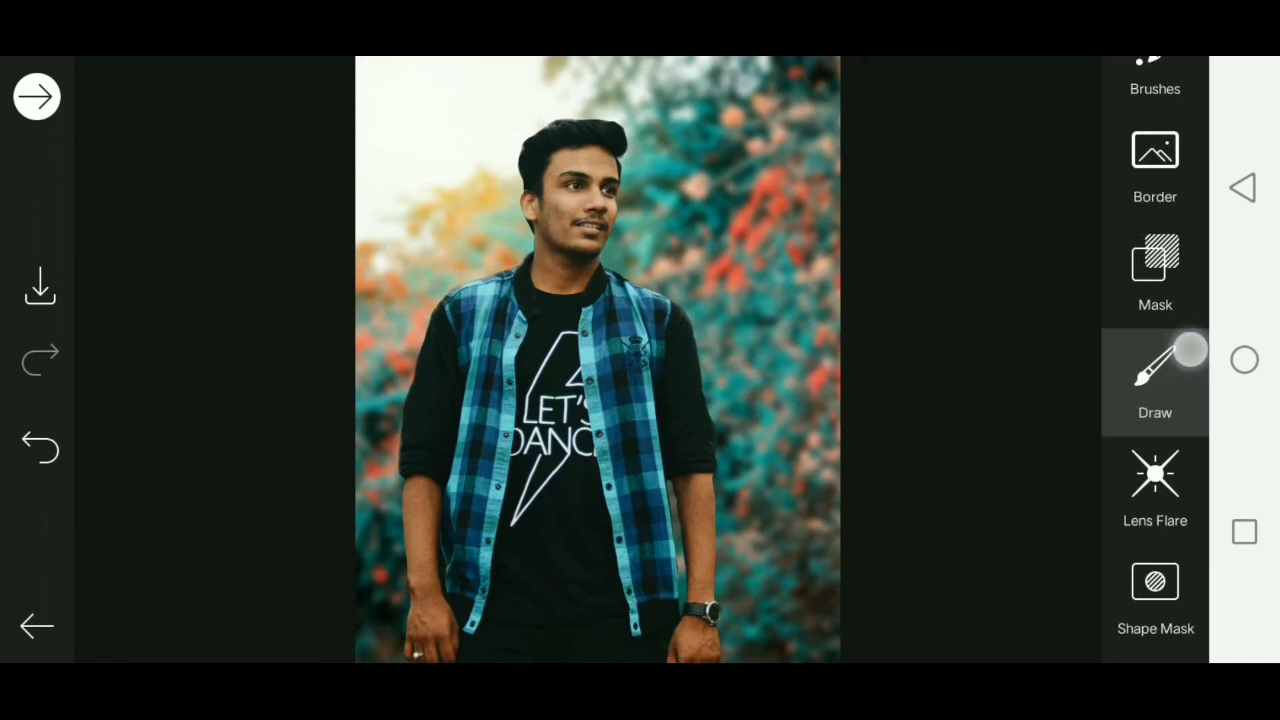 Brushes
Border
Mask
Draw
Lens Flare
Shape Mask
LET'S
DANC